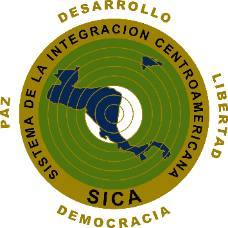 DESARROLLO
PAZ
LIBERTAD
SISTEMA DE LA INTEGRACION CENTROAMERICANA
SICA
DEMOCRACIA